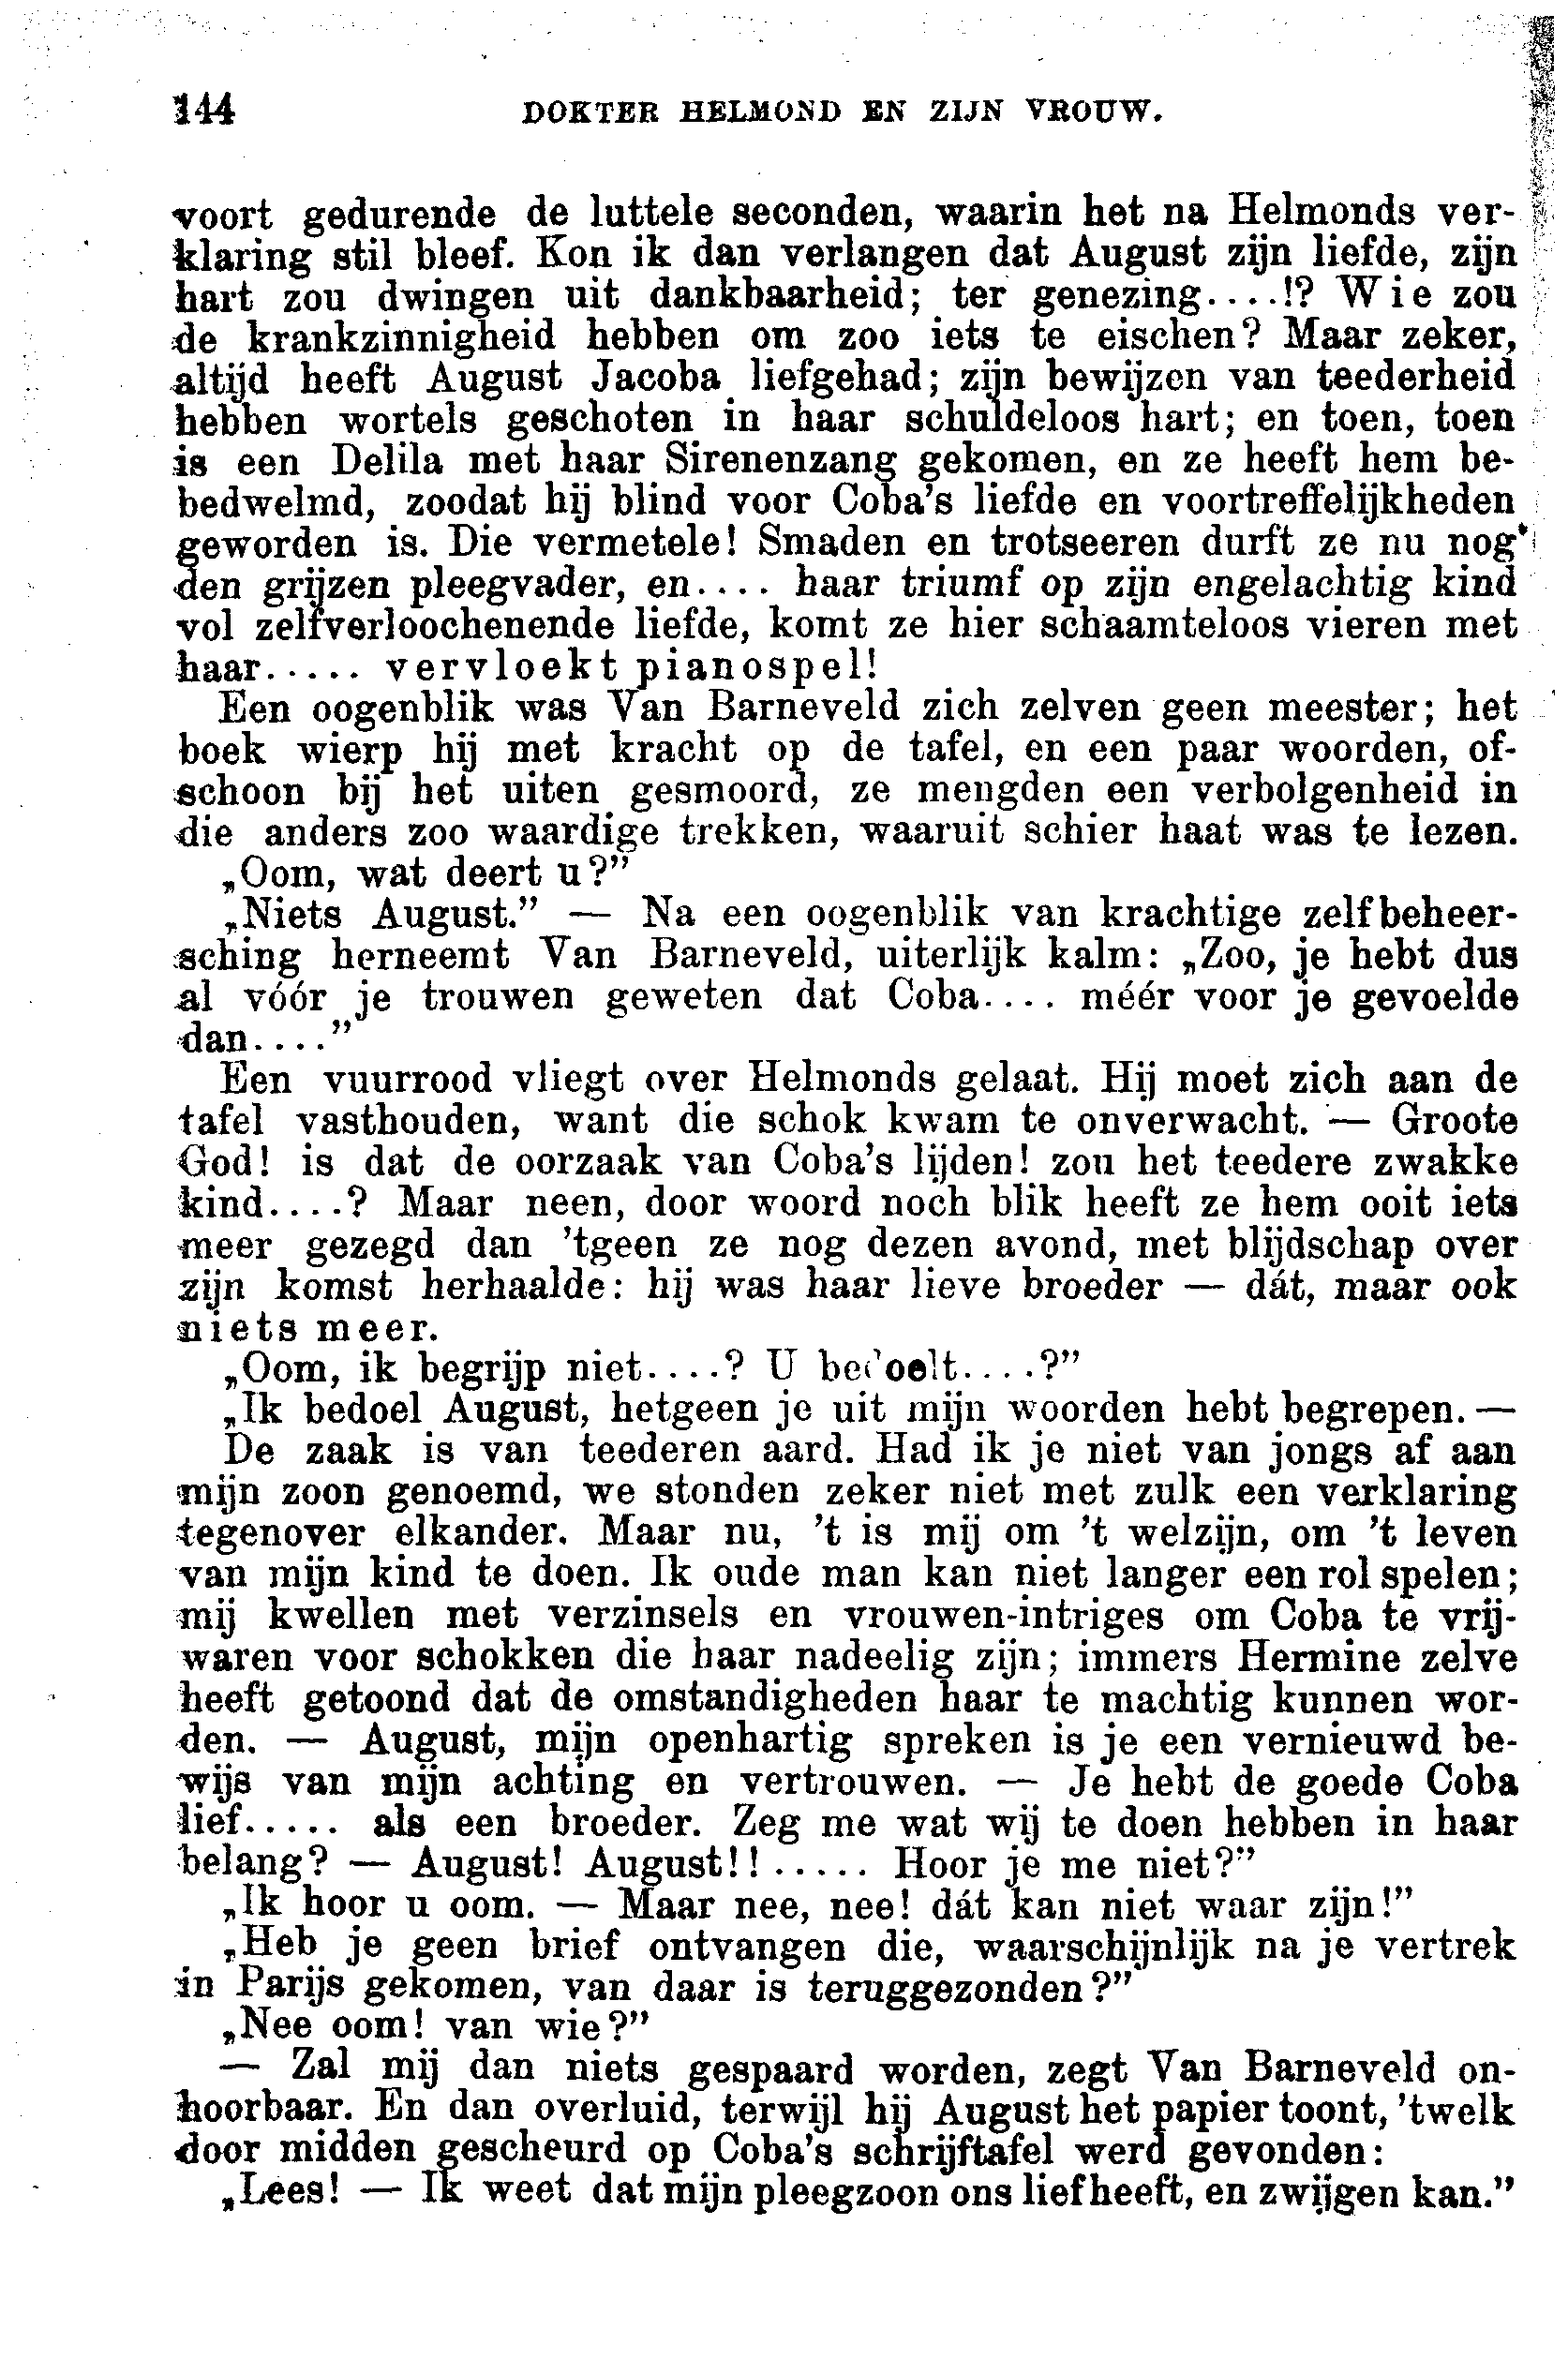 144 DOKTER HELMOND EN ZIJN VROUW.
voort gedurende de luttele seconden, waarin het na Helmonds ver-
klaring stil bleef. Kon ik dan verlangen dat August zijn liefde, zijn
hart zou dwingen uit dankbaarheid; ter genezing....!? Wie zou
de krankzinnigheid hebben om zoo iets te eischen? Maar zeker,
altijd heeft August Jacoba liefgehad; zijn bewijzen van teederheid
hebben wortels geschoten in haar schuldeloos hart; en toen, toen
is een Delila met haar Sirenenzang gekomen, en ze heeft hem be-
bedwelmd, zoodat hij blind voor Coba's liefde en voortreffelijkheden
geworden is. Die vermetele! Smaden en trotseeren durft ze nu nog
den grijzen pleegvader, en.... haar triumf op zijn engelachtig kind
vol zelfverloochenende liefde, komt ze hier schaamteloos vieren met
haar..... vervloekt pianospel!
Een oogenblik was Van Barneveld zich zelven geen meester; het
boek wierp hij met kracht op de tafel, en een paar woorden, of-
schoon bij het uiten gesmoord, ze mengden een verbolgenheid in
die anders zoo waardige trekken, waaruit schier haat was te lezen.
„Oom, wat deert u?”
„Niets August.” — Na een oogenblik van krachtige zelfbeheer-
sching herneemt Van Barneveld, uiterlijk kalm: „Zoo, je hebt dus
al vóór je trouwen geweten dat Coba.... méér voor je gevoelde
dan....”
Een vuurrood vliegt over Helmonds gelaat. Hij moet zich aan de
tafel vasthouden, want die schok kwam te onverwacht. — Groote
God! is dat de oorzaak van Coba's lijden! zou het teedere zwakke
kind....? Maar neen, door woord noch blik heeft ze hem ooit iets
meer gezegd dan 'tgeen ze nog dezen avond, met blijdschap over
zijn komst herhaalde: hij was haar lieve broeder — dát, maar ook
niets meer.
„Oom, ik begrijp niet....? U bedoelt....?”
„Ik bedoel August, hetgeen je uit mijn woorden hebt begrepen. —
De zaak is van teederen aard. Had ik je niet van jongs af aan
mijn zoon genoemd, we stonden zeker niet met zulk een verklaring
tegenover elkander. Maar nu, 't is mij om 't welzijn, om 't leven
van mijn kind te doen. Ik oude man kan niet langer een rol spelen;
mij kwellen met verzinsels en vrouwen-intriges om Coba te vrij-
waren voor schokken die haar nadeelig zijn; immers Hermine zelve
heeft getoond dat de omstandigheden haar te machtig kunnen wor-
den. — August, mijn openhartig spreken is je een vernieuwd be-
wijs van mijn achting en vertrouwen. — Je hebt de goede Coba
lief..... als een broeder. Zeg me wat wij te doen hebben in haar
belang? — August! August!!..... Hoor je me niet?”
„Ik hoor u oom. — Maar nee, nee! dát kan niet waar zijn!”
„Heb je geen brief ontvangen die, waarschijnlijk na je vertrek
in Parijs gekomen, van daar is teruggezonden?”
„Nee oom! van wie?”
— Zal mij dan niets gespaard worden, zegt Van Barneveld on-
hoorbaar. En dan overluid, terwijl hij August het papier toont, 'twelk
door midden gescheurd op Coba's schrijftafel werd gevonden:
„Lees! — Ik weet dat mijn pleegzoon ons liefheeft, en zwijgen kan.”